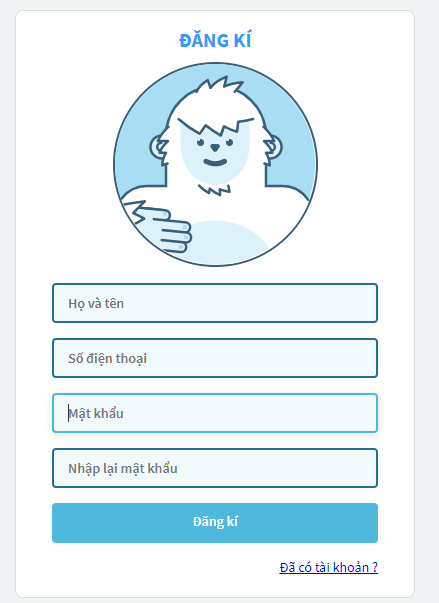 ĐĂNG KÍ
Họ và tên
Số điện thoại
Mật khẩu
Nhập lại mật khẩu
Đăng kí
Đã có tài khoản ?